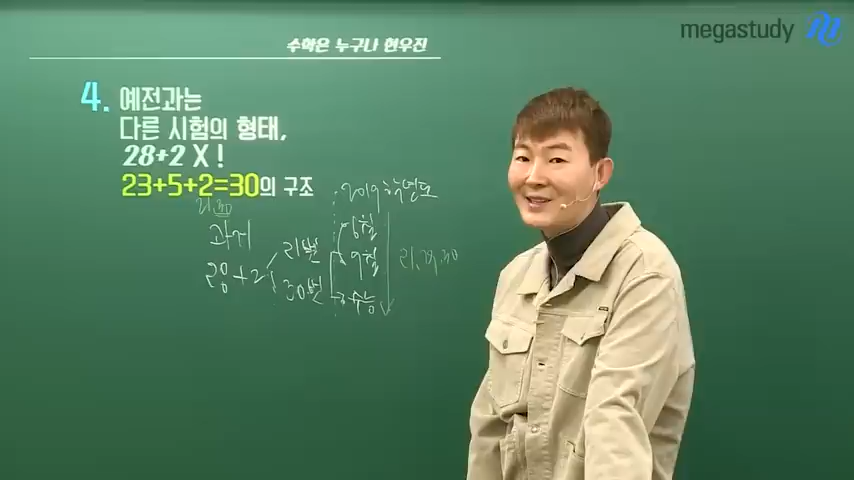 megastudy
수학은 누구나 현우진
4. 예전과는
다른 시험의 형태,
28+2 X !
23+5+2=30의 구조
21, 30
과거
28+2
21번
30번
2019학년도
6월
9월
수능
21, 29, 30